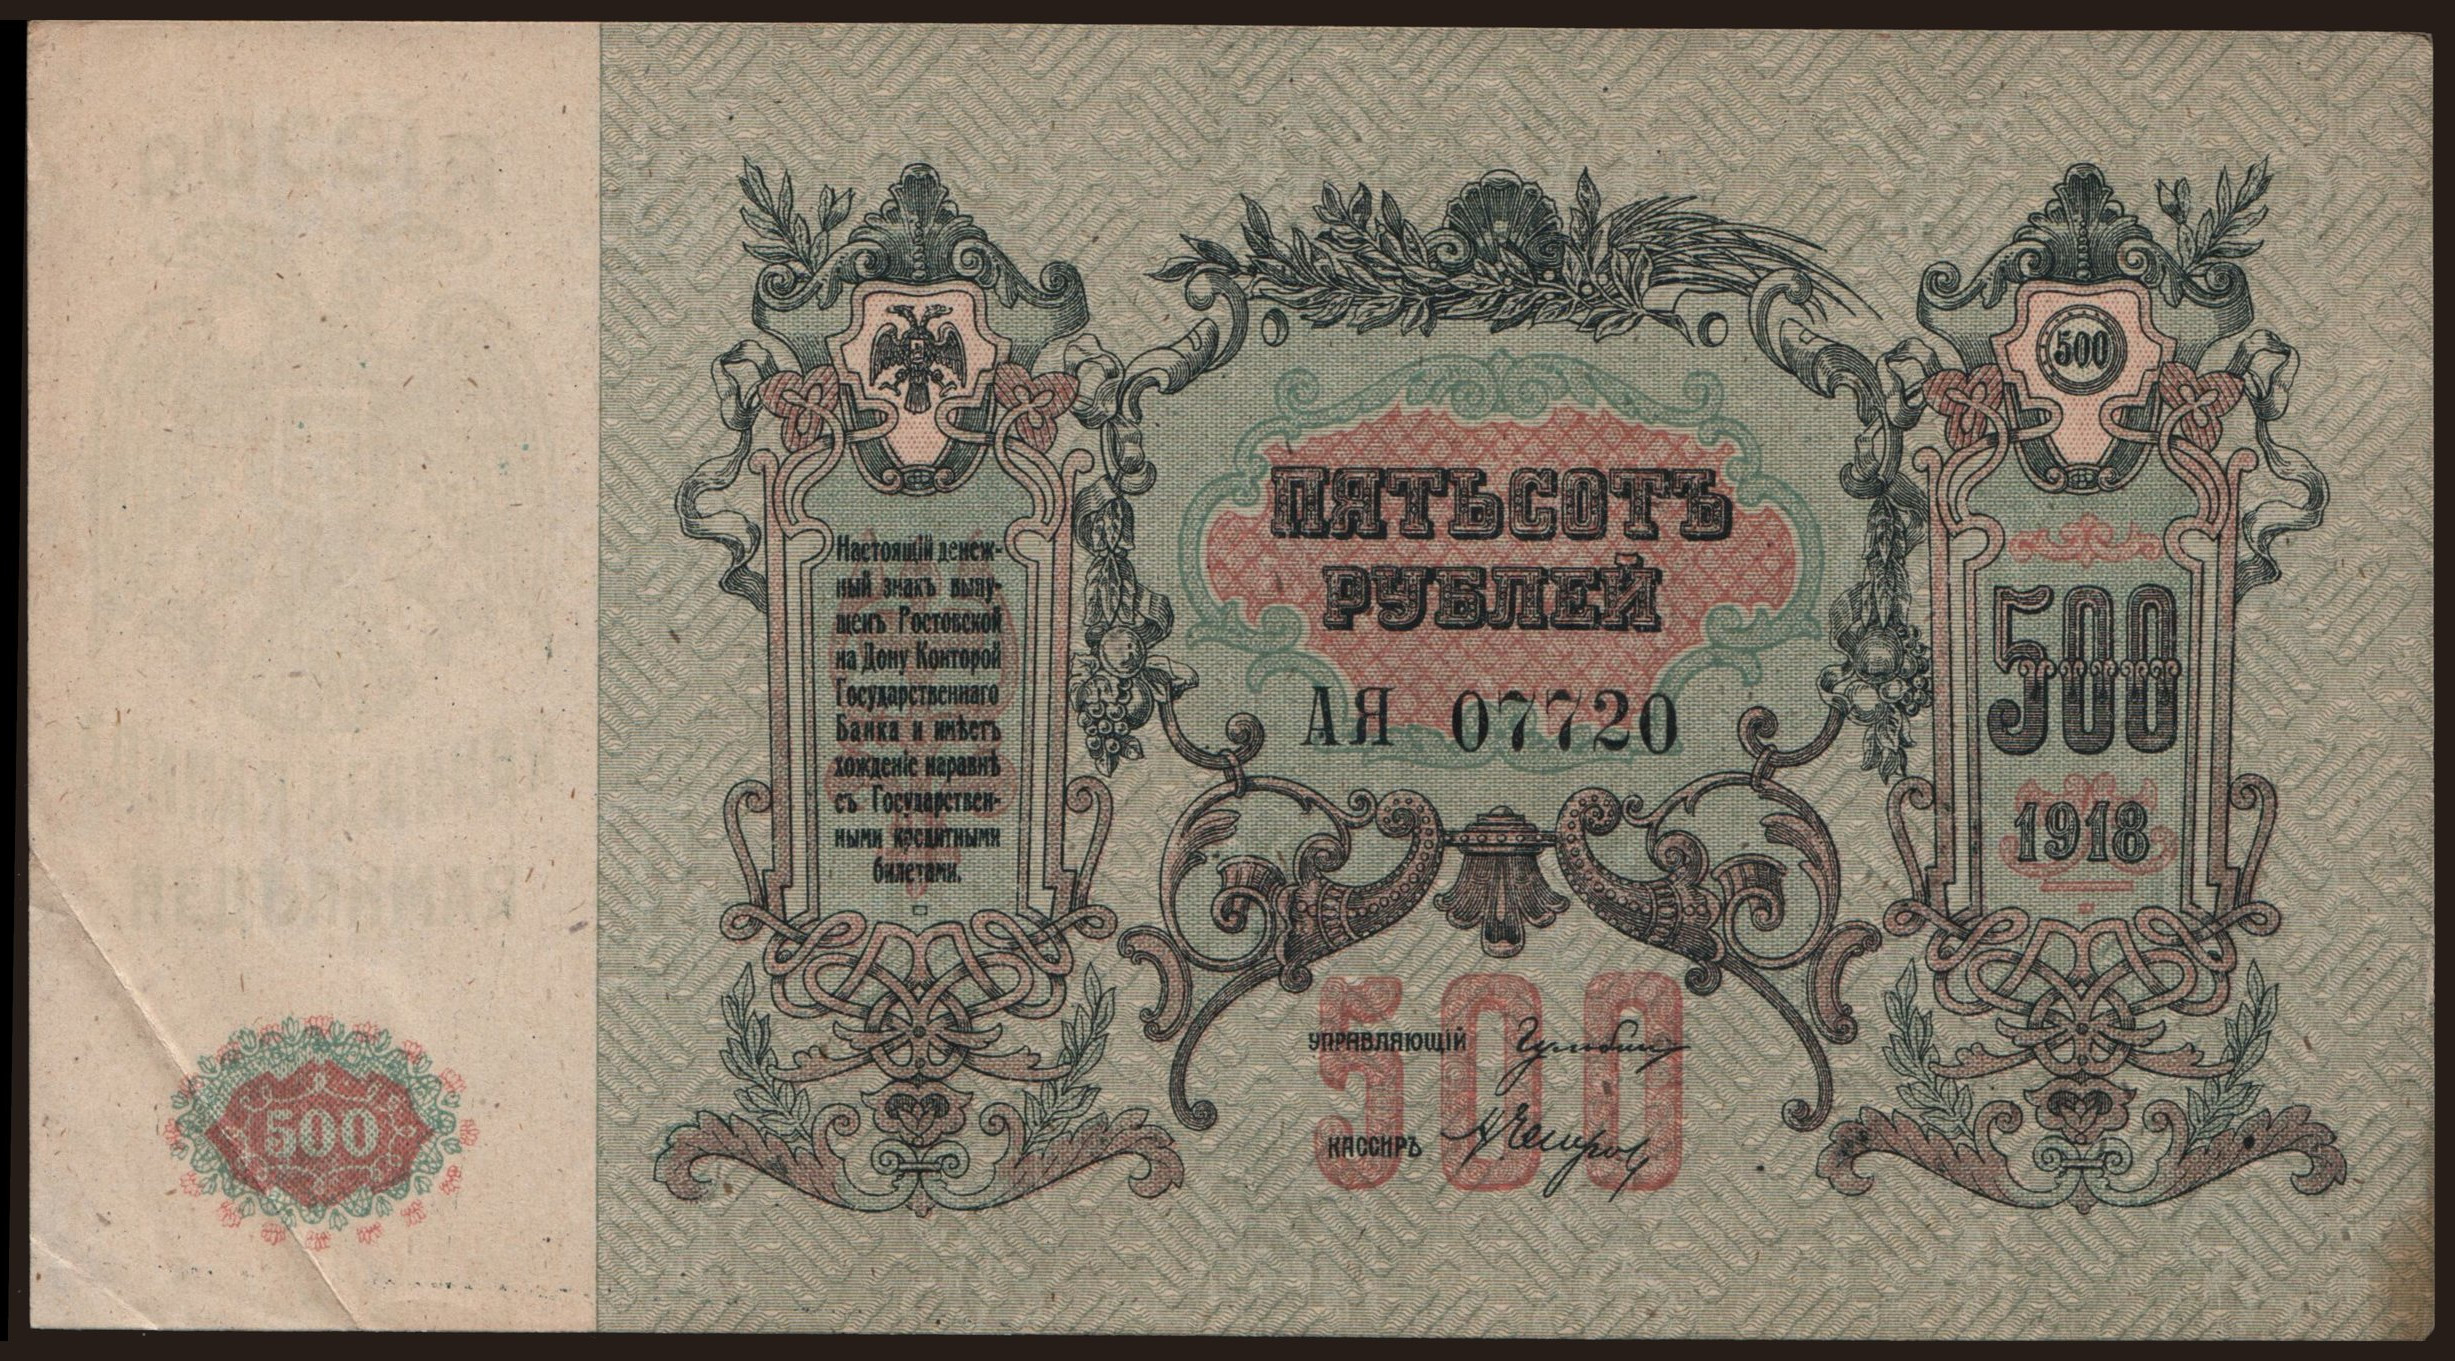 500
Настоящій денеж-
ный знакъ выпу-
щенъ Ростовской
на Дону Конторой
Государственнаго
Банка и имѣетъ
хожденіе наравнѣ
съ Государствен-
ными кредитными
билетами.
ПЯТЬСОТЪ
РУБЛЕЙ
АЯ 07720
500
УПРАВЛЯЮЩІЙ
КАССИРЪ
500
500
1918